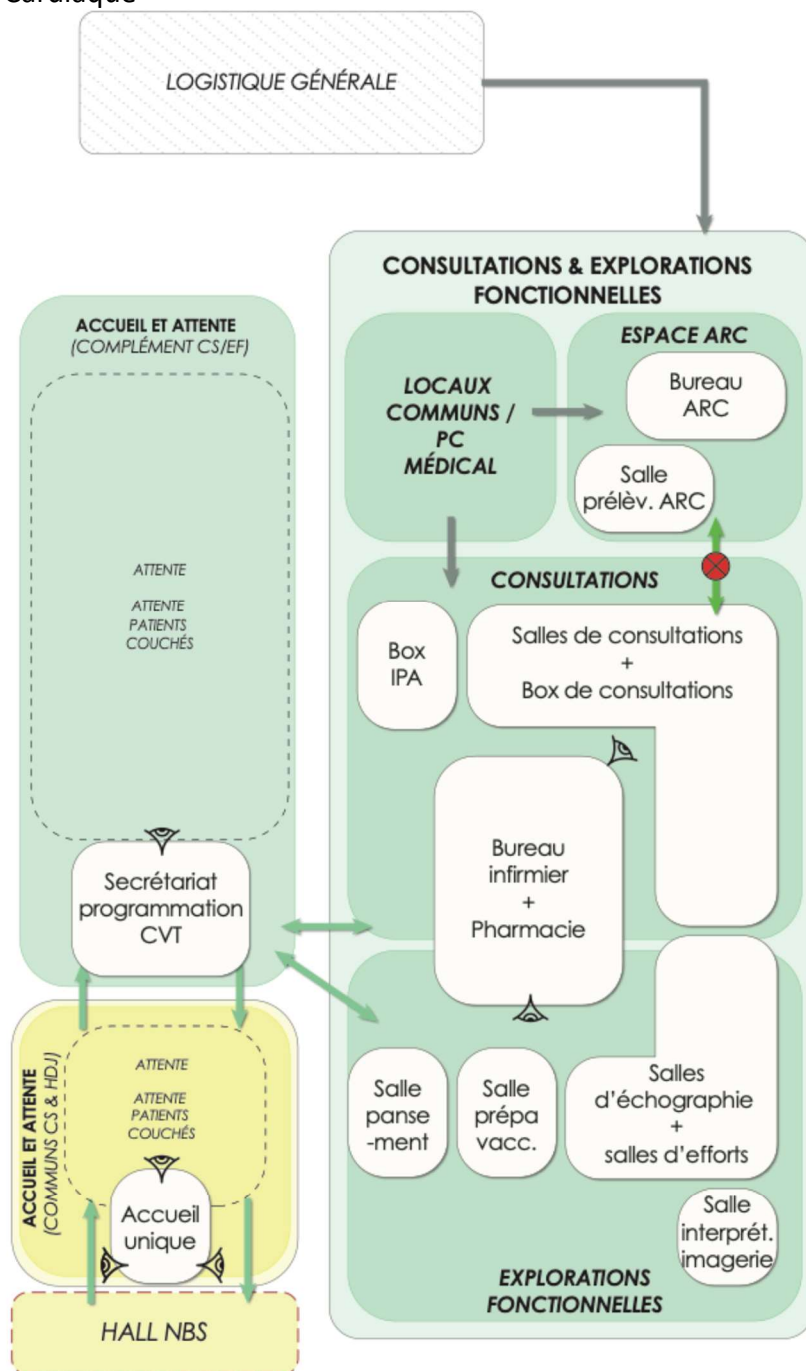 Cardiaque
LOGISTIQUE GÉNÉRALE
CONSULTATIONS & EXPLORATIONS
FONCTIONNELLES
ACCUEIL ET ATTENTE
(COMPLÉMENT CS/EF)
ATTENTE
ATTENTE
PATIENTS
COUCHÉS
Secrétariat
programmation
CVT
LOCAUX
COMMUNS /
PC
MÉDICAL
ESPACE ARC
Bureau
ARC
Salle
prélèv. ARC
CONSULTATIONS
Box
IPA
Salles de consultations
+
Box de consultations
Bureau
infirmier
+
Pharmacie
Salle
panse
-ment
Salle
prépa
vacc.
Salles
d'échographie
+
salles d'efforts
Salle
interprét.
imagerie
EXPLORATIONS
FONCTIONNELLES
ACCUEIL ET ATTENTE
(COMMUNS CS & HDJ)
ATTENTE
ATTENTE
PATIENTS
COUCHÉS
Accueil
unique
HALL NBS